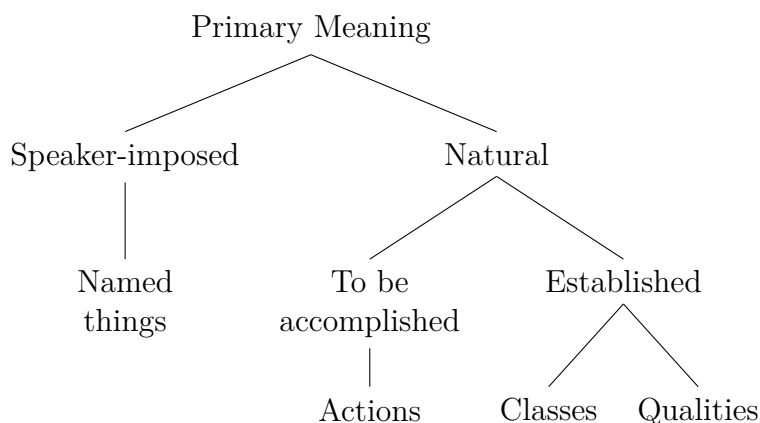 Primary Meaning
Speaker-imposed
Natural
Named
things
To be
accomplished
Established
Actions
Classes
Qualities